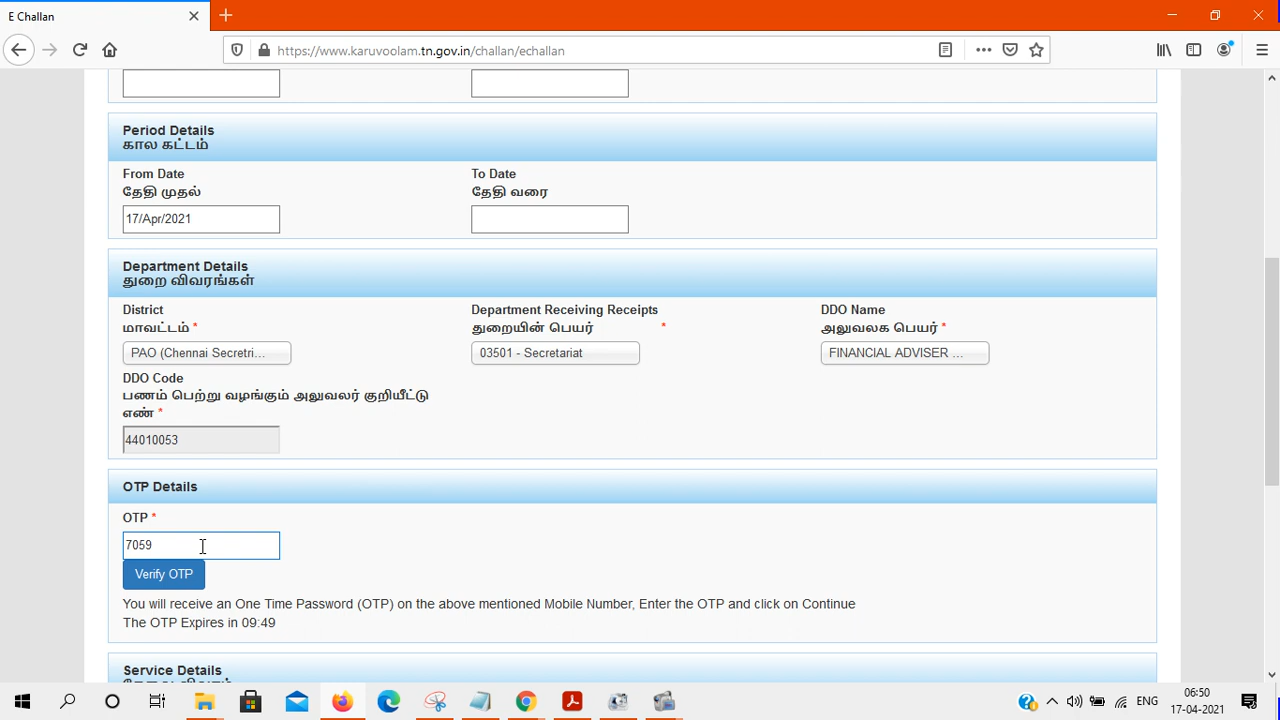 E Challan
https://www.karuvoolam.tn.gov.in/challan/echallan
Period Details
கால கட்டம்
From Date
தேதி முதல்
To Date
தேதி வரை
17/Apr/2021
Department Details
துறை விவரங்கள்
District
மாவட்டம் *
Department Receiving Receipts
துறையின் பெயர் *
DDO Name
அலுவலக பெயர் *
PAO (Chennai Secretri...
03501 - Secretariat
FINANCIAL ADVISER ...
DDO Code
பணம் பெற்று வழங்கும் அலுவலர் குறியீட்டு
எண் *
44010053
OTP Details
OTP *
7059
Verify OTP
You will receive an One Time Password (OTP) on the above mentioned Mobile Number, Enter the OTP and click on Continue
The OTP Expires in 09:49
Service Details
ENG
06:50
17-04-2021